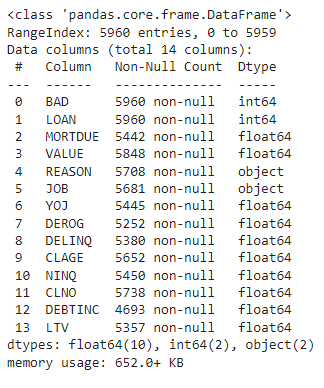 <class 'pandas.core.frame.DataFrame'>
RangeIndex: 5960 entries, 0 to 5959
Data columns (total 14 columns):
 #   Column   Non-Null Count  Dtype
---  ------   --------------  -----
 0   BAD      5960 non-null   int64
 1   LOAN     5960 non-null   int64
 2   MORTDUE  5442 non-null   float64
 3   VALUE    5848 non-null   float64
 4   REASON   5708 non-null   object
 5   JOB      5681 non-null   object
 6   YOJ      5445 non-null   float64
 7   DEROG    5252 non-null   float64
 8   DELINQ   5380 non-null   float64
 9   CLAGE    5652 non-null   float64
 10  NINQ     5450 non-null   float64
 11  CLNO     5738 non-null   float64
 12  DEBTINC  4693 non-null   float64
 13  LTV      5357 non-null   float64
dtypes: float64(10), int64(2), object(2)
memory usage: 652.0+ KB